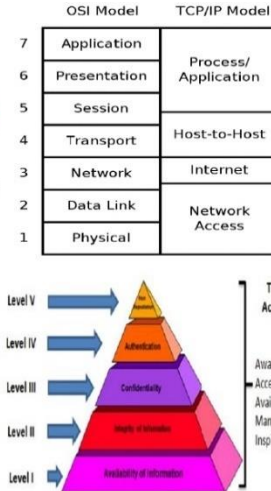 OSI Model TCP/IP Model
7 Application
6 Presentation
5 Session
Process/
Application
4 Transport
Host-to-Host
3 Network
Internet
2 Data Link
1 Physical
Network
Access
Level V
Level IV Authentication
Level III Confidentiality
Level II Integrity of Information
Level I Availability of Information